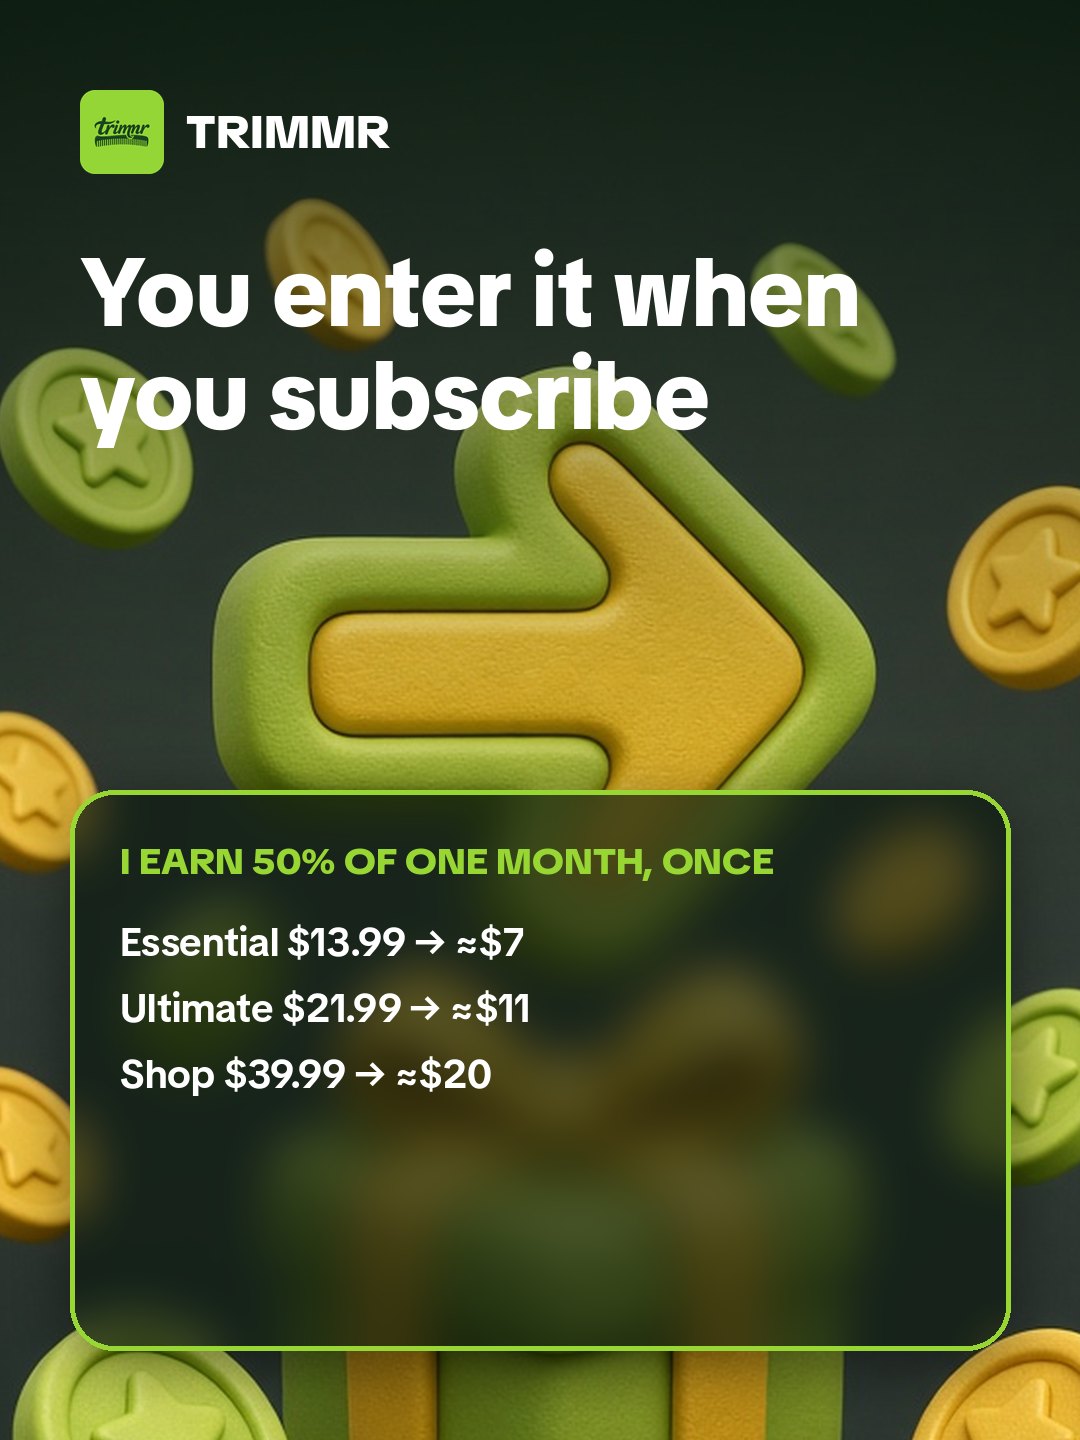 trimmr
TRIMMR
You enter it when
you subscribe
I EARN 50% OF ONE MONTH, ONCE
Essential $13.99 → ≈$7
Ultimate $21.99 → ≈$11
Shop $39.99 → ≈$20